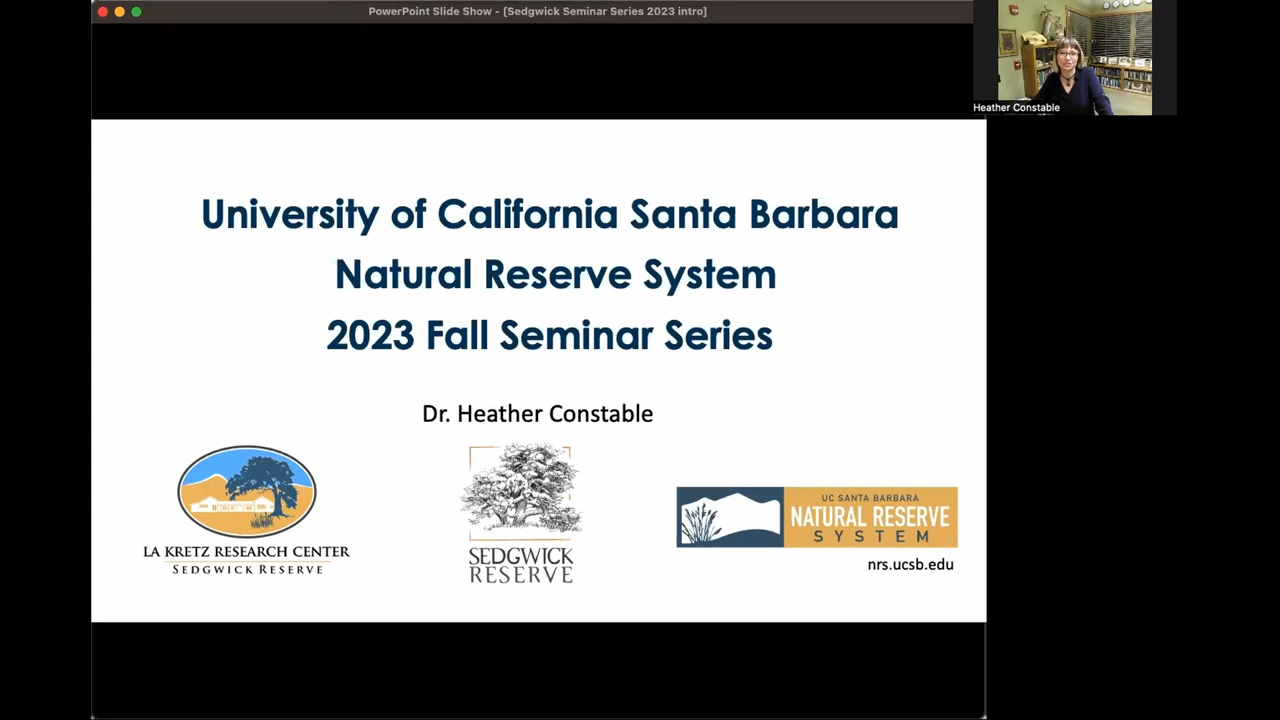 PowerPoint Slide Show - [Sedgwick Seminar Series 2023 intro]
Heather Constable
University of California Santa Barbara
Natural Reserve System
2023 Fall Seminar Series
Dr. Heather Constable
LA KRETZ RESEARCH CENTER
SEDGWICK RESERVE
SEDGWICK
RESERVE
UC SANTA BARBARA
NATURAL RESERVE
SYSTEM
nrs.ucsb.edu